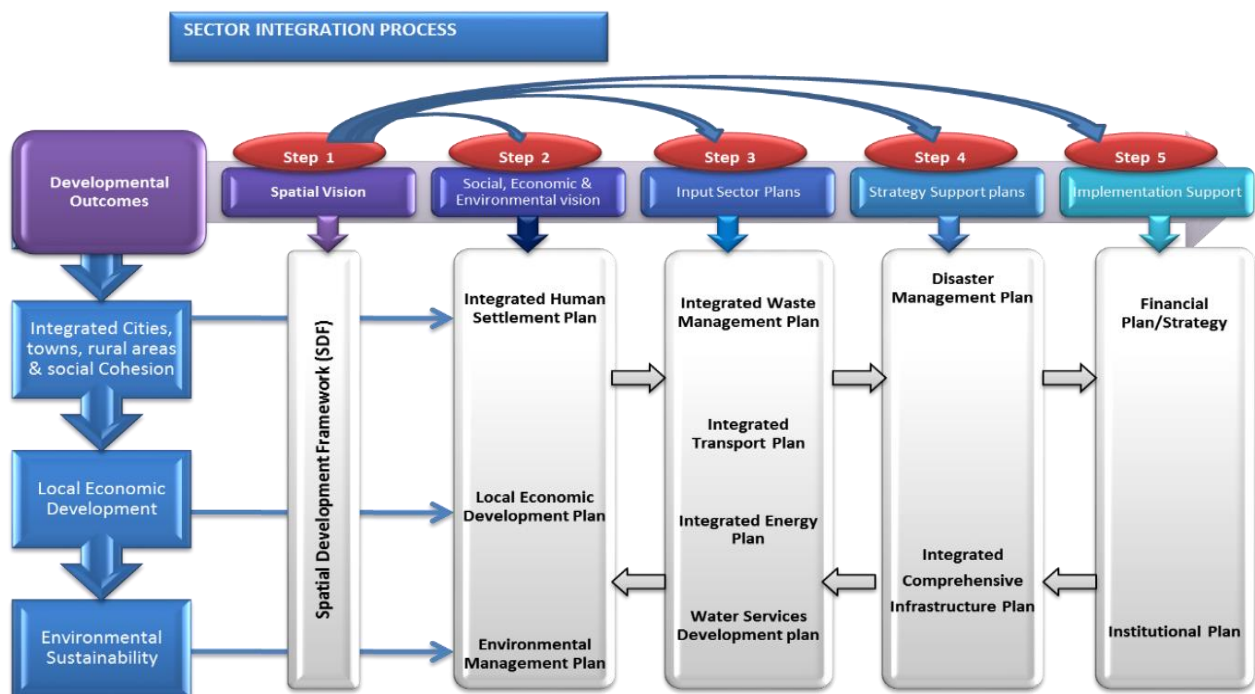 SECTOR INTEGRATION PROCESS
Developmental
Outcomes
Step 1
Spatial Vision
Step 2
Social, Economic &
Environmental vision
Step 3
Input Sector Plans
Step 4
Strategy Support plans
Step 5
Implementation Support
Integrated Cities,
towns, rural areas
& social Cohesion
Local Economic
Development
Environmental
Sustainability
Spatial Development Framework (SDF)
Integrated Human
Settlement Plan
Local Economic
Development Plan
Environmental
Management Plan
Integrated Waste
Management Plan
Integrated
Transport Plan
Integrated Energy
Plan
Water Services
Development plan
Disaster
Management Plan
Integrated
Comprehensive
Infrastructure Plan
Financial
Plan/Strategy
Institutional Plan